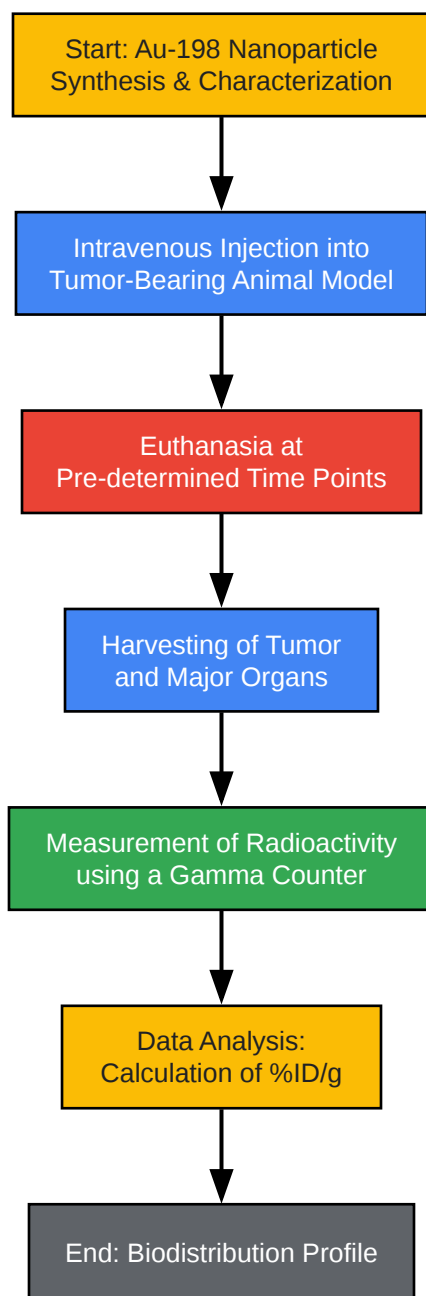 Start: Au-198 Nanoparticle
Synthesis & Characterization
Intravenous Injection into
Tumor-Bearing Animal Model
Euthanasia at
Pre-determined Time Points
Harvesting of Tumor
and Major Organs
Measurement of Radioactivity
using a Gamma Counter
Data Analysis:
Calculation of %ID/g
End: Biodistribution Profile